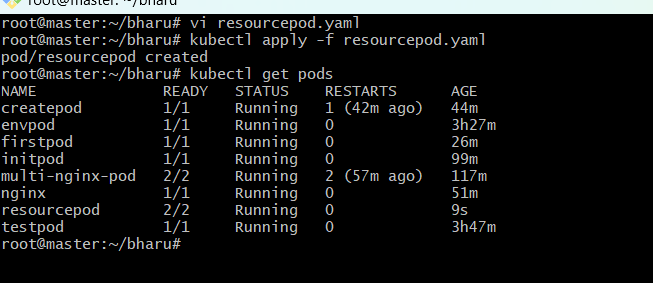 master: ~/bharu
root@master:~/bharu# vi resourcepod.yaml
root@master:~/bharu# kubectl apply -f resourcepod.yaml
pod/resourcepod created
root@master:~/bharu# kubectl get pods
NAME READY STATUS RESTARTS AGE
createpod 1/1 Running 1 (42m ago) 44m
envpod 1/1 Running 0 3h27m
firstpod 1/1 Running 0 26m
initpod 1/1 Running 0 99m
multi-nginx-pod 2/2 Running 2 (57m ago) 117m
nginx 1/1 Running 0 51m
resourcepod 2/2 Running 0 9s
testpod 1/1 Running 0 3h47m
root@master:~/bharu#